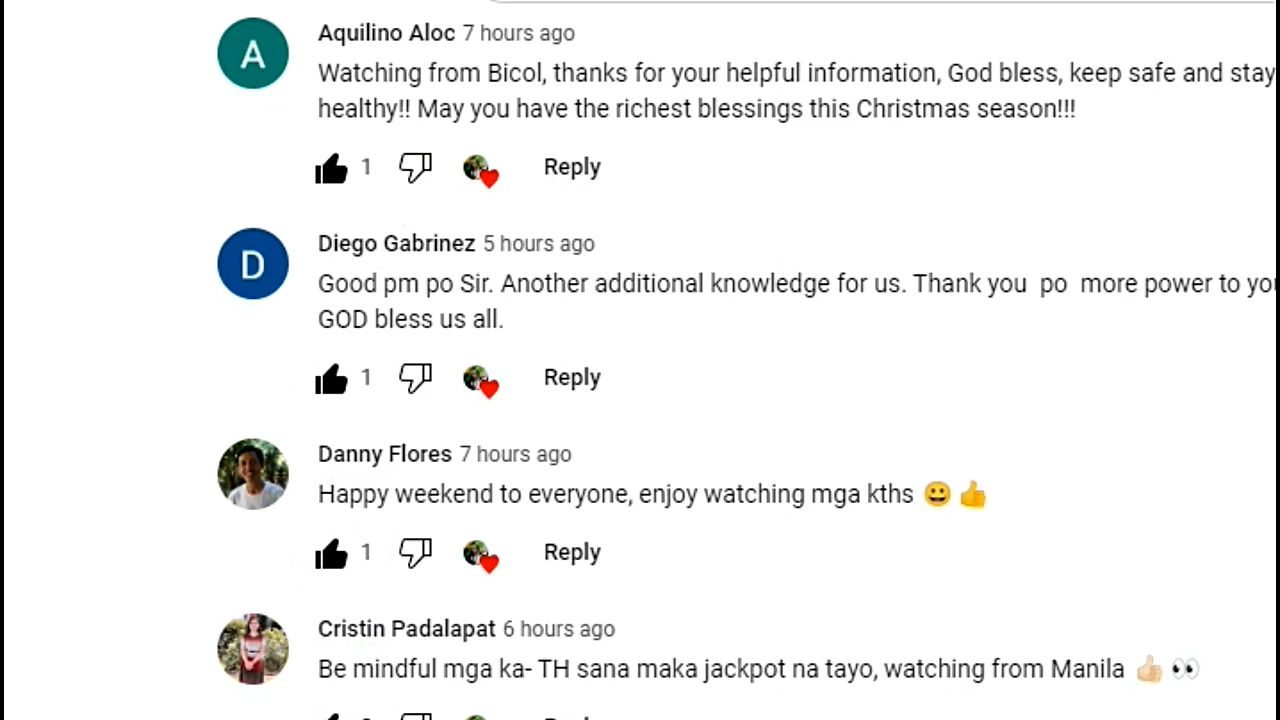 A
Aquilino Aloc 7 hours ago
Watching from Bicol, thanks for your helpful information, God bless, keep safe and stay
healthy!! May you have the richest blessings this Christmas season!!!
1 Reply
D
Diego Gabrinez 5 hours ago
Good pm po Sir. Another additional knowledge for us. Thank you  po  more power to
GOD bless us all.
1 Reply
Danny Flores 7 hours ago
Happy weekend to everyone, enjoy watching mga kths 😀 👍
1 Reply
Cristin Padalapat 6 hours ago
Be mindful mga ka- TH sana maka jackpot na tayo, watching from Manila 👍🏻 👀